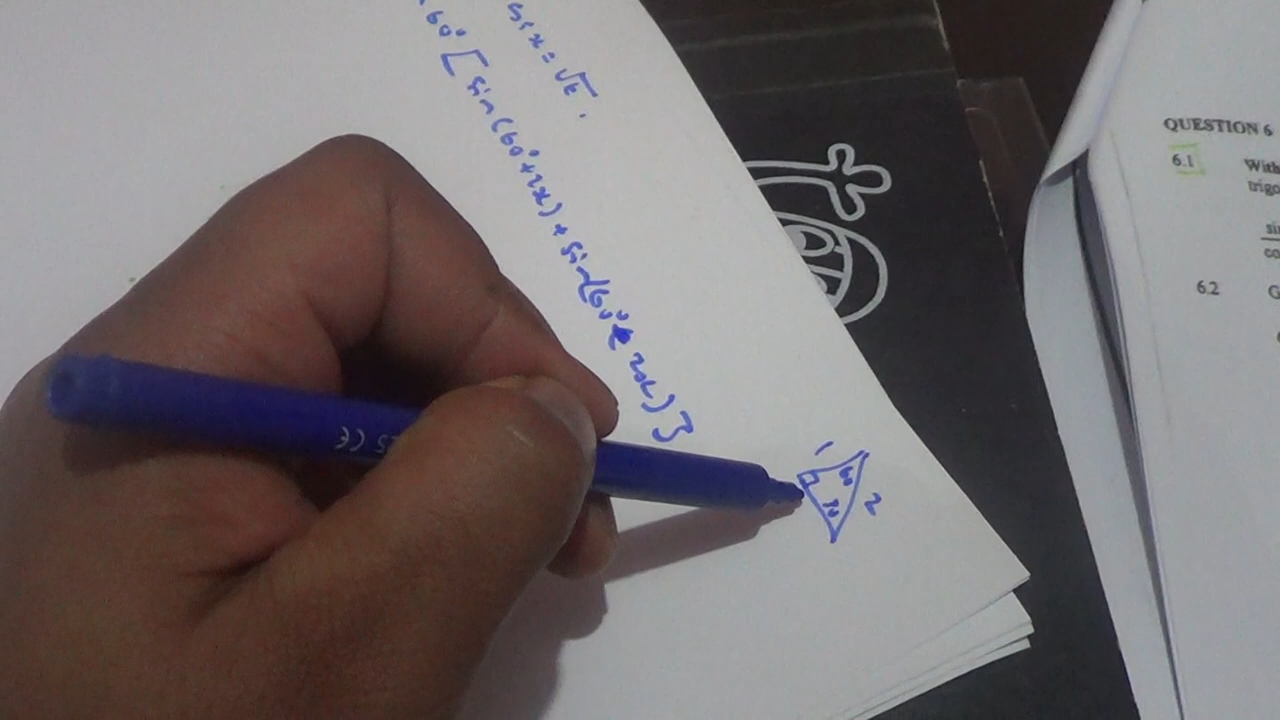 sin x = √t.
60° [ sin(60° + 2x) + sin(60° 2x) ]
1
60
30
2
QUESTION 6
6.1
With
trigo
6.2